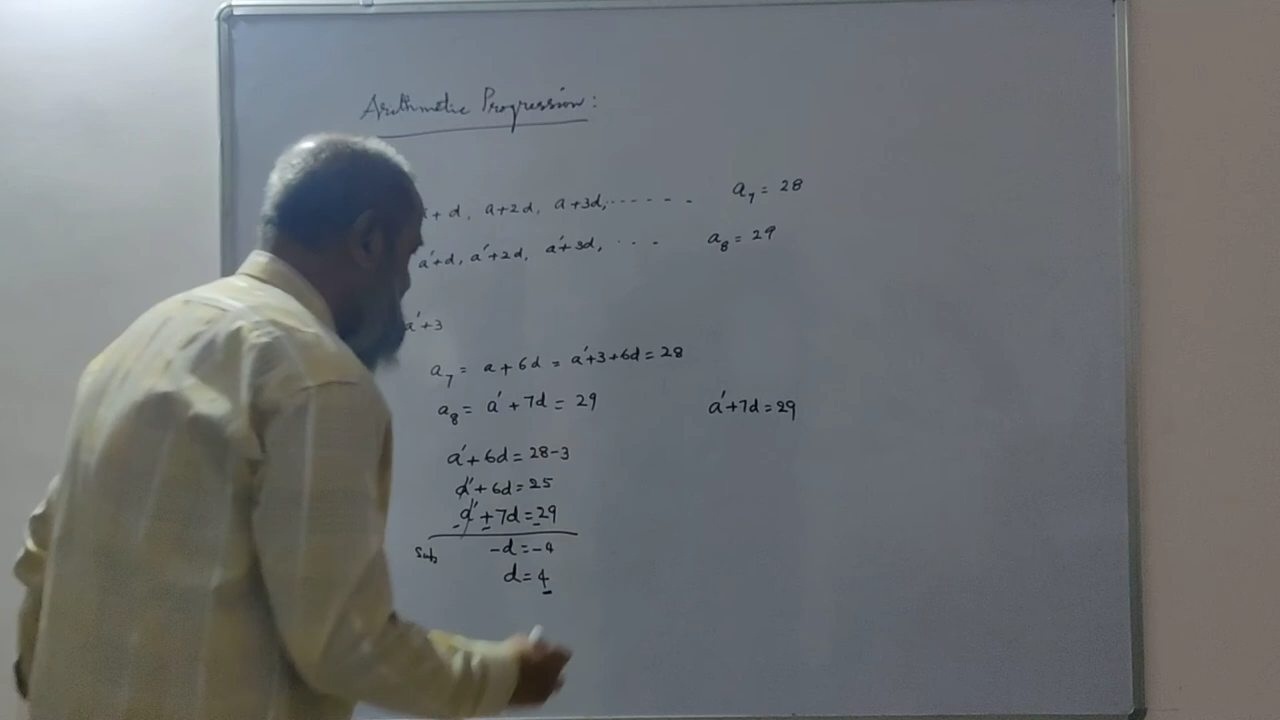 Arithmetic Progression:
+ d, a+2d, a+3d,------ a₇ = 28
a'+d, a'+2d, a'+3d, --- a₈ = 29
a'+3
a₇ = a + 6d = a'+3+6d = 28
a₈ = a' + 7d = 29 a'+7d = 29
a'+ 6d = 28-3
a'+ 6d = 25
a' + 7d = 29
- - -
Sub -d = -4
d = 4